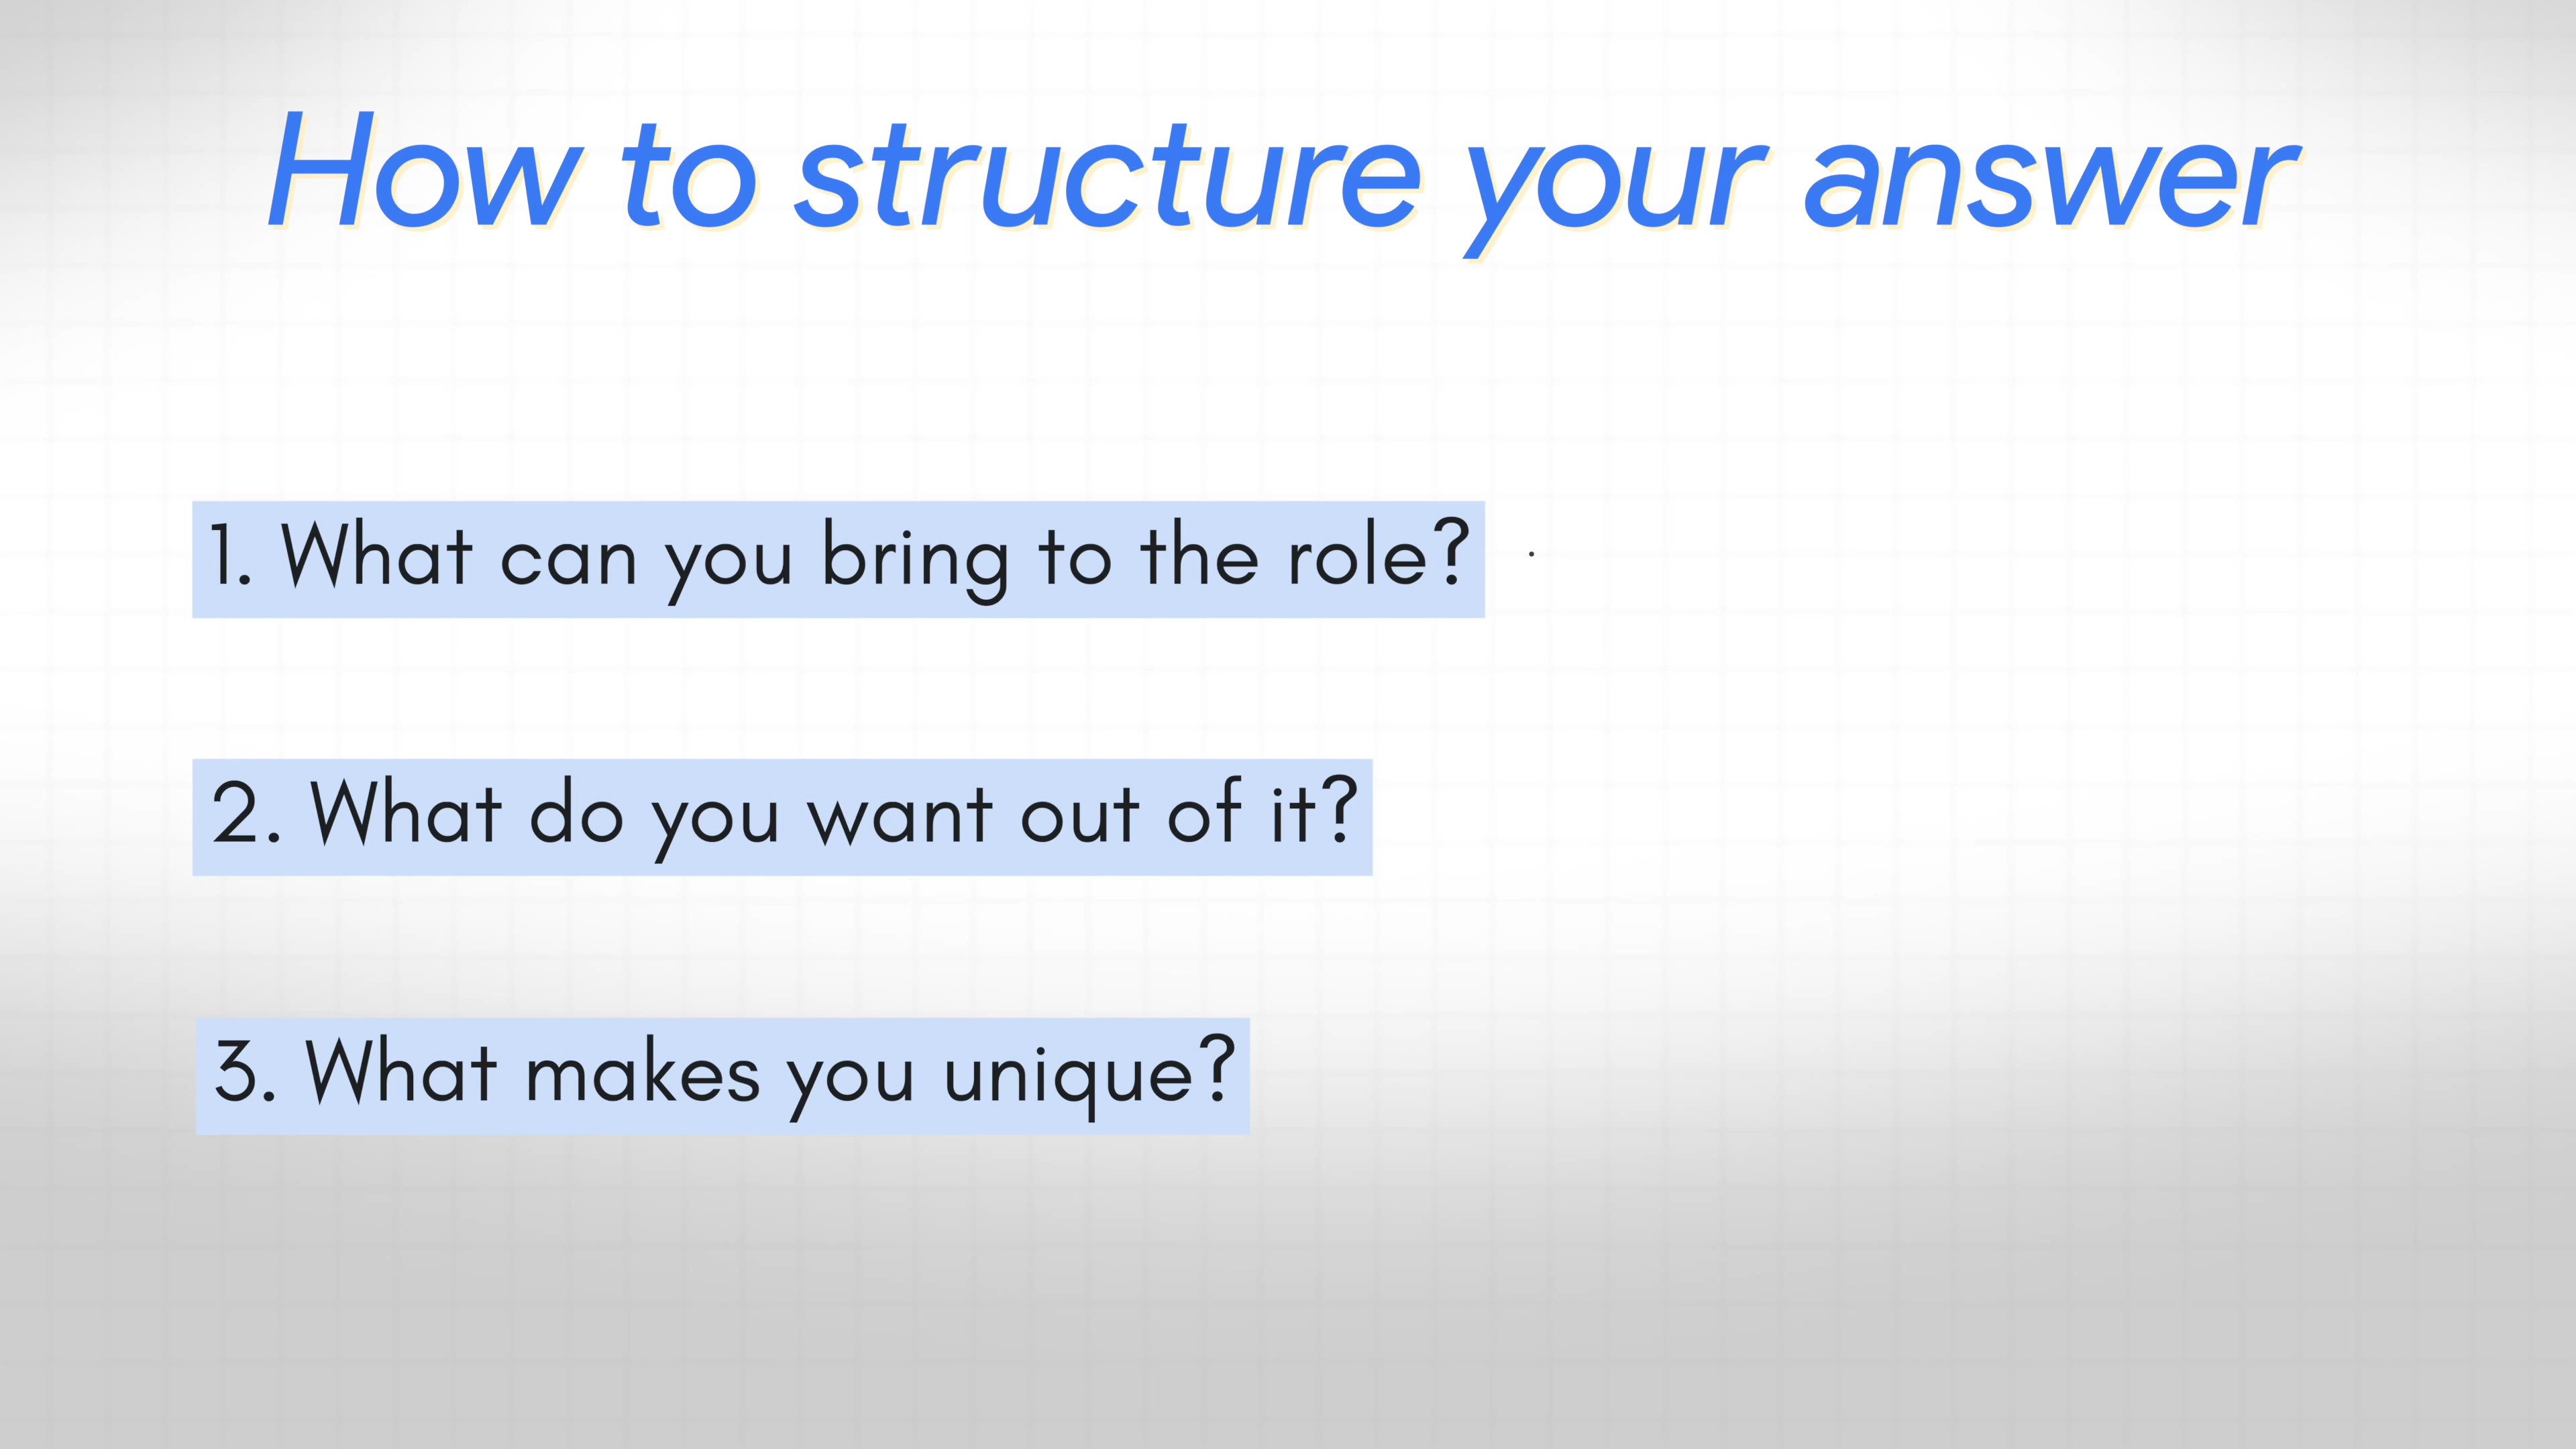 How to structure your answer
1. What can you bring to the role?
2. What do you want out of it?
3. What makes you unique?